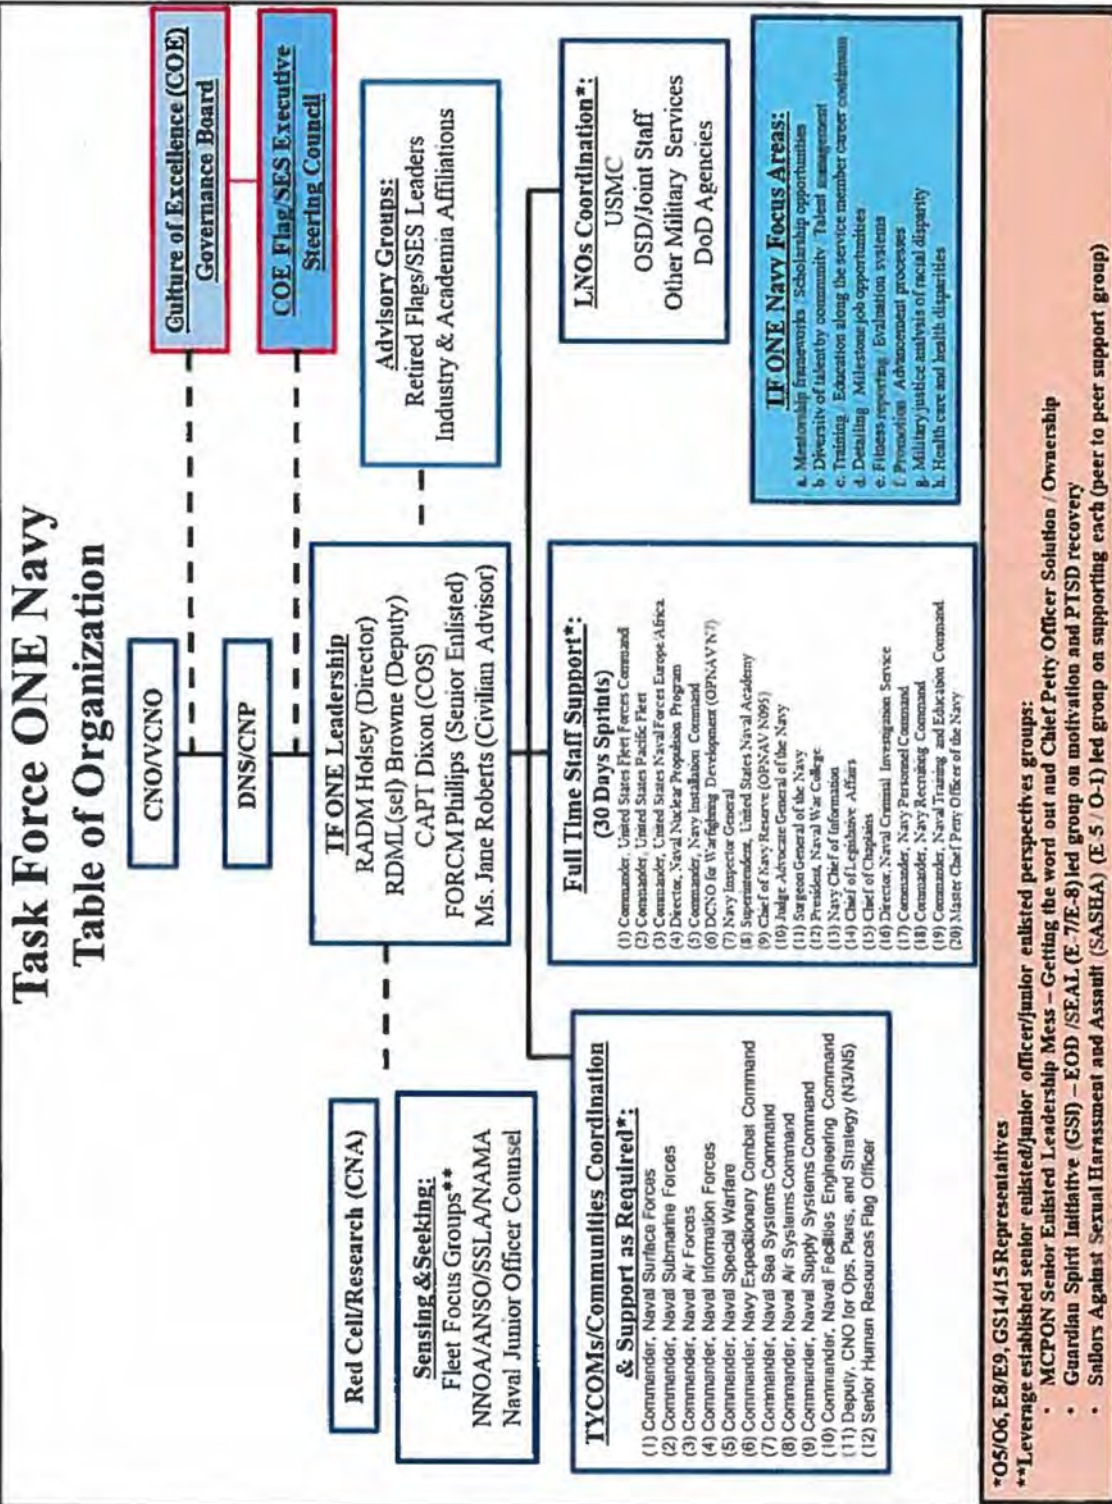 Task Force ONE Navy
Table of Organization
CNO/VCNO
DNS/CNP
Culture of Excellence (COE)
Governance Board
COE Flag/SES Executive
Steering Council
TF ONE Leadership
RADM Holsey (Director)
RDML(sel) Browne (Deputy)
CAPT Dixon (COS)
FORCM Phillips (Senior Enlisted)
Ms. Jane Roberts (Civilian Advisor)
Advisory Groups:
Retired Flags/SES Leaders
Industry & Academia Affiliations
Red Cell/Research (CNA)
Sensing &Seeking:
Fleet Focus Groups**
NNOA/ANSO/SSLA/NAMA
Naval Junior Officer Counsel
TYCOMs/Communities Coordination
& Support as Required*:
(1) Commander, Naval Surface Forces
(2) Commander, Naval Submarine Forces
(3) Commander, Naval Air Forces
(4) Commander, Naval Information Forces
(5) Commander, Naval Special Warfare
(6) Commander, Navy Expeditionary Combat Command
(7) Commander, Naval Sea Systems Command
(8) Commander, Naval Air Systems Command
(9) Commander, Naval Supply Systems Command
(10) Commander, Naval Facilities Engineering Command
(11) Deputy, CNO for Ops, Plans, and Strategy (N3/N5)
(12) Senior Human Resources Flag Officer
Full Time Staff Support*:
(30 Days Sprints)
(1) Commander, United States Fleet Forces Command
(2) Commander, United States Pacific Fleet
(3) Commander, United States Naval Forces Europe/Africa
(4) Director, Naval Nuclear Propulsion Program
(5) Commander, Navy Installation Command
(6) DCNO for Warfighting Development (OPNAV N7)
(7) Navy Inspector General
(8) Superintendent, United States Naval Academy
(9) Chief of Navy Reserve (OPNAV N095)
(10) Judge Advocate General of the Navy
(11) Surgeon General of the Navy
(12) President, Naval War College
(13) Navy Chief of Information
(14) Chief of Legislative Affairs
(15) Chief of Chaplains
(16) Director, Naval Criminal Investigation Service
(17) Commander, Navy Personnel Command
(18) Commander, Navy Recruiting Command
(19) Commander, Naval Training and Education Command
(20) Master Chief Petty Officer of the Navy
LNOs Coordination*:
USMC
OSD/Joint Staff
Other Military Services
DoD Agencies
TF ONE Navy Focus Areas:
a. Mentorship frameworks / Scholarship opportunities
b. Diversity of talent by community / Talent management
c. Training / Education along the service member career continuum
d. Detailing / Milestone job opportunities
e. Fitness reporting / Evaluation systems
f. Promotion / Advancement processes
g. Military justice analysis of racial disparity
h. Health care and health disparities
*O5/O6, E8/E9, GS14/15 Representatives
**Leverage established senior enlisted/junior officer/junior enlisted perspectives groups:
• MCPON Senior Enlisted Leadership Mess – Getting the word out and Chief Petty Officer Solution / Ownership
• Guardian Spirit Initiative (GSI) – EOD /SEAL (E-7/E-8) led group on motivation and PTSD recovery
• Sailors Against Sexual Harassment and Assault (SASHA) (E-5 / O-1) led group on supporting each (peer to peer support group)